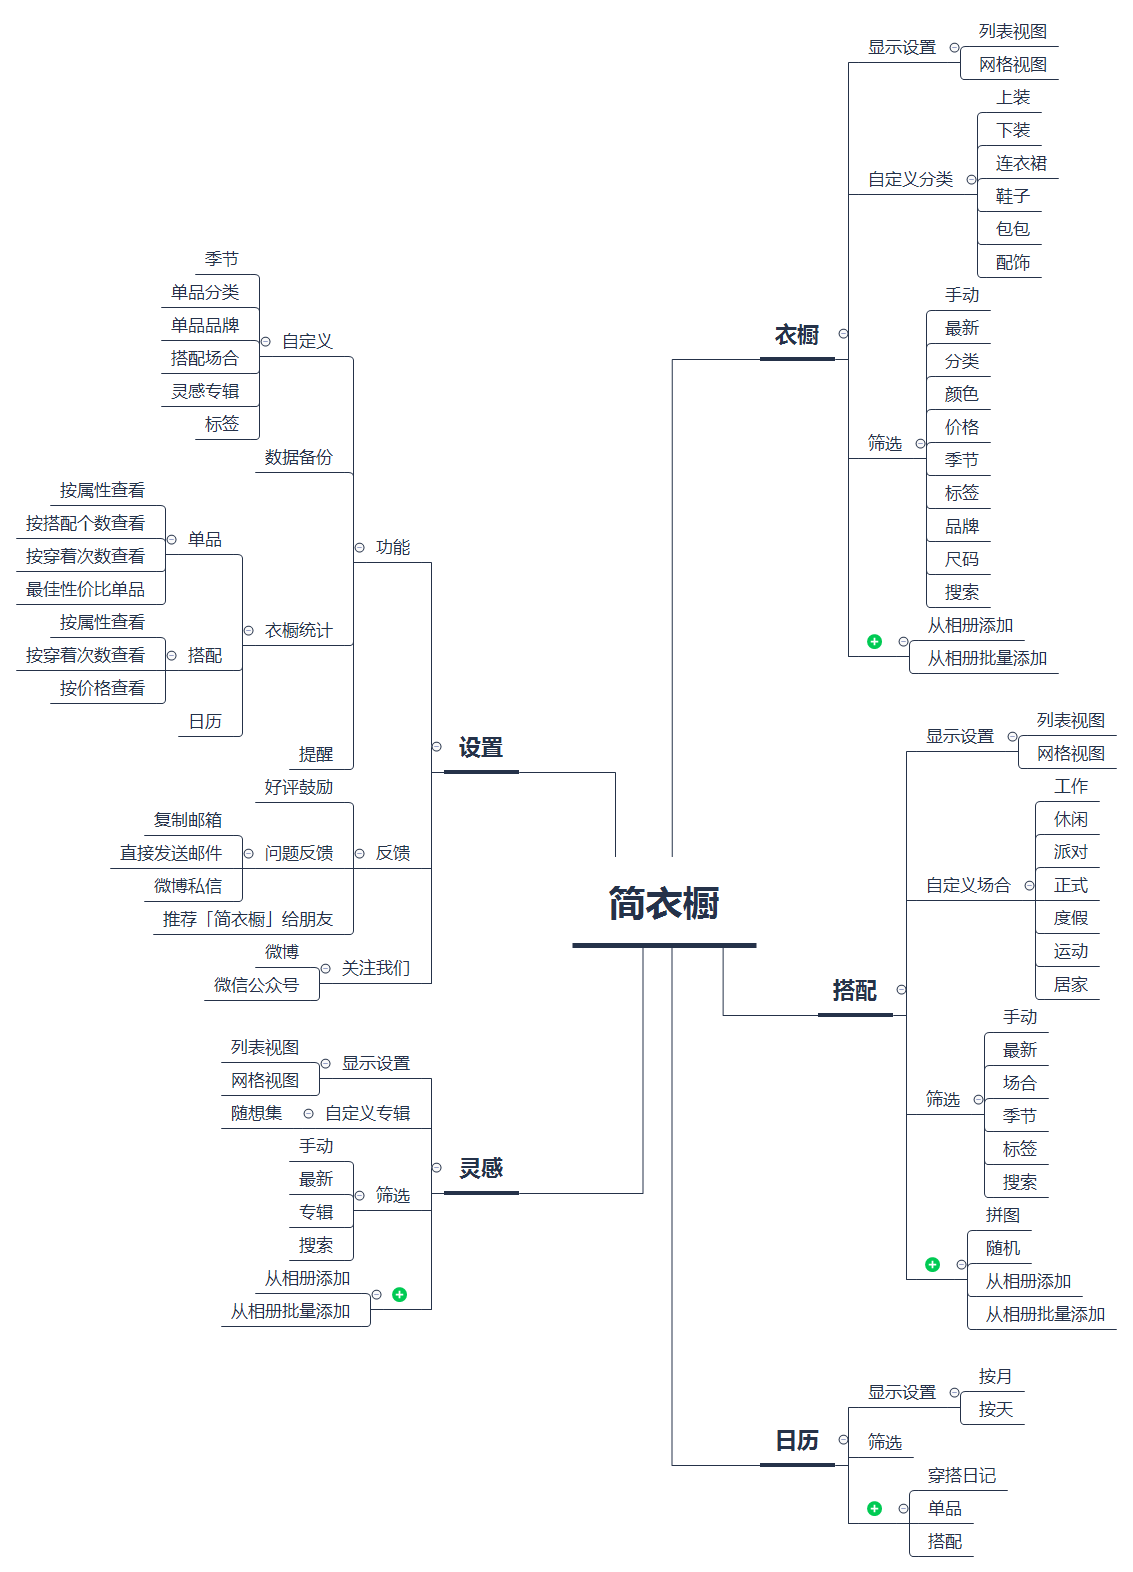 简衣橱
衣橱
显示设置
列表视图
网格视图
自定义分类
上装
下装
连衣裙
鞋子
包包
配饰
筛选
手动
最新
分类
颜色
价格
季节
标签
品牌
尺码
搜索
从相册添加
从相册批量添加
搭配
显示设置
列表视图
网格视图
自定义场合
工作
休闲
派对
正式
度假
运动
居家
筛选
手动
最新
场合
季节
标签
搜索
拼图
随机
从相册添加
从相册批量添加
日历
显示设置
按月
按天
筛选
穿搭日记
单品
搭配
设置
功能
自定义
季节
单品分类
单品品牌
搭配场合
灵感专辑
标签
数据备份
衣橱统计
单品
按属性查看
按搭配个数查看
按穿着次数查看
最佳性价比单品
搭配
按属性查看
按穿着次数查看
按价格查看
日历
提醒
反馈
好评鼓励
问题反馈
复制邮箱
直接发送邮件
微博私信
推荐「简衣橱」给朋友
关注我们
微博
微信公众号
灵感
显示设置
列表视图
网格视图
自定义专辑
随想集
筛选
手动
最新
专辑
搜索
从相册添加
从相册批量添加